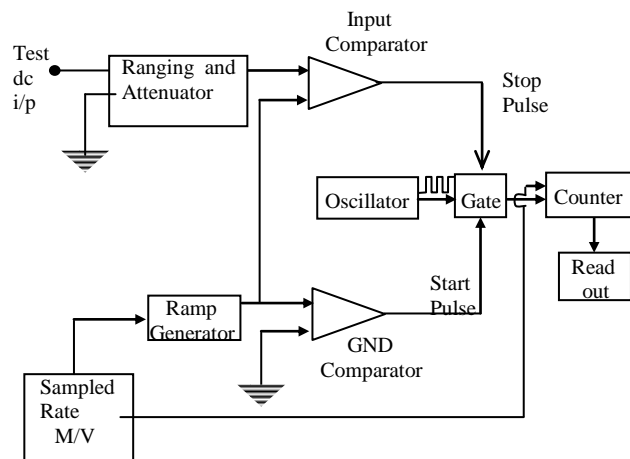 Test
dc
i/p
Ranging and
Attenuator
Input
Comparator
Stop
Pulse
Oscillator
Gate
Counter
Read
out
Start
Pulse
Ramp
Generator
GND
Comparator
Sampled
Rate
M/V